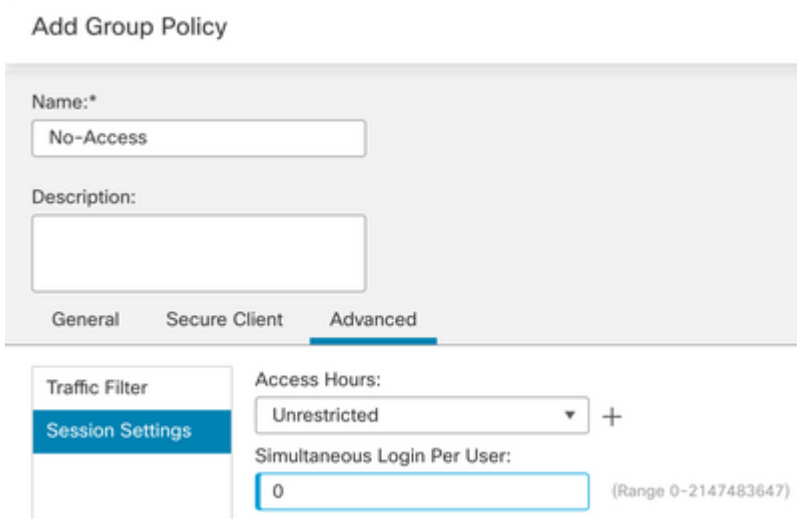 Add Group Policy
Name:*
No-Access
Description:
General Secure Client Advanced
Traffic Filter
Session Settings
Access Hours:
Unrestricted
Simultaneous Login Per User:
0 (Range 0-2147483647)